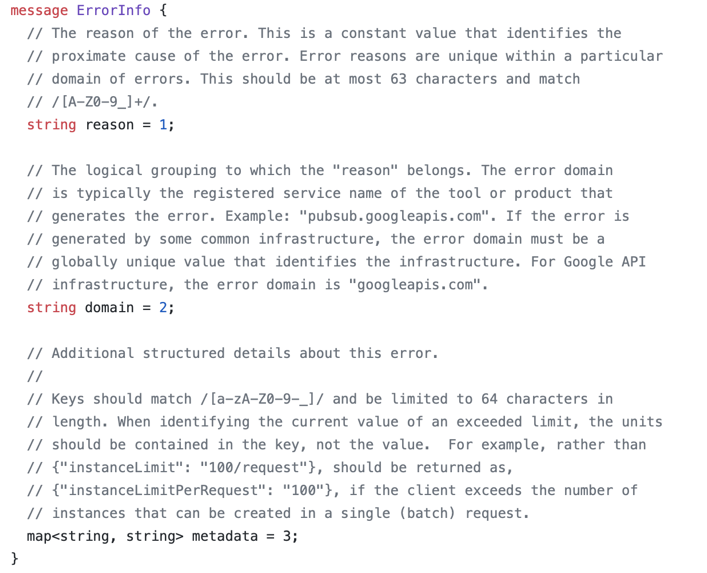 message ErrorInfo {
  // The reason of the error. This is a constant value that identifies the
  // proximate cause of the error. Error reasons are unique within a particular
  // domain of errors. This should be at most 63 characters and match
  // /[A-Z0-9_]+/.
  string reason = 1;

  // The logical grouping to which the "reason" belongs. The error domain
  // is typically the registered service name of the tool or product that
  // generates the error. Example: "pubsub.googleapis.com". If the error is
  // generated by some common infrastructure, the error domain must be a
  // globally unique value that identifies the infrastructure. For Google API
  // infrastructure, the error domain is "googleapis.com".
  string domain = 2;

  // Additional structured details about this error.
  //
  // Keys should match /[a-zA-Z0-9-_]/ and be limited to 64 characters in
  // length. When identifying the current value of an exceeded limit, the units
  // should be contained in the key, not the value.  For example, rather than
  // {"instanceLimit": "100/request"}, should be returned as,
  // {"instanceLimitPerRequest": "100"}, if the client exceeds the number of
  // instances that can be created in a single (batch) request.
  map<string, string> metadata = 3;
}